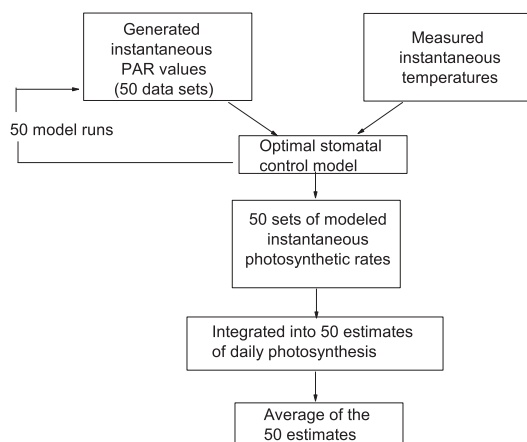 Generated
instantaneous
PAR values
(50 data sets)
Measured
instantaneous
temperatures
50 model runs
Optimal stomatal
control model
50 sets of modeled
instantaneous
photosynthetic rates
Integrated into 50 estimates
of daily photosynthesis
Average of the
50 estimates